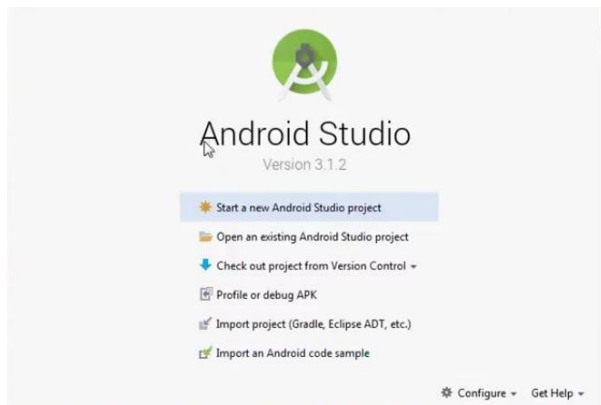 Android Studio
Version 3.1.2
Start a new Android Studio project
Open an existing Android Studio project
Check out project from Version Control
Profile or debug APK
Import project (Gradle, Eclipse ADT, etc.)
Import an Android code sample
Configure Get Help